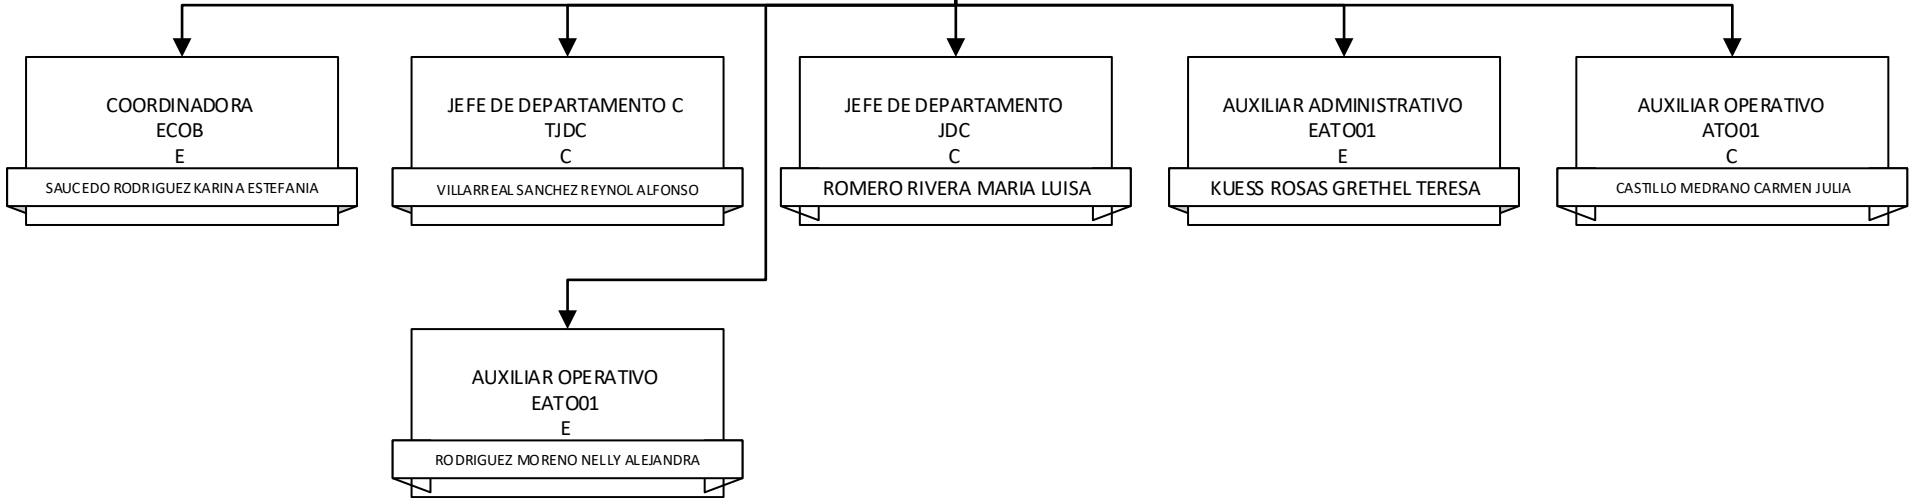 COORDINADORA
ECOB
E
SAUCEDO RODRIGUEZ KARINA ESTEFANIA
JEFE DE DEPARTAMENTO C
TJDC
C
VILLARREAL SANCHEZ REYNOL ALFONSO
JEFE DE DEPARTAMENTO
JDC
C
ROMERO RIVERA MARIA LUISA
AUXILIAR ADMINISTRATIVO
EATO01
E
KUESS ROSAS GRETHEL TERESA
AUXILIAR OPERATIVO
ATO01
C
CASTILLO MEDRANO CARMEN JULIA
AUXILIAR OPERATIVO
EATO01
E
RODRIGUEZ MORENO NELLY ALEJANDRA